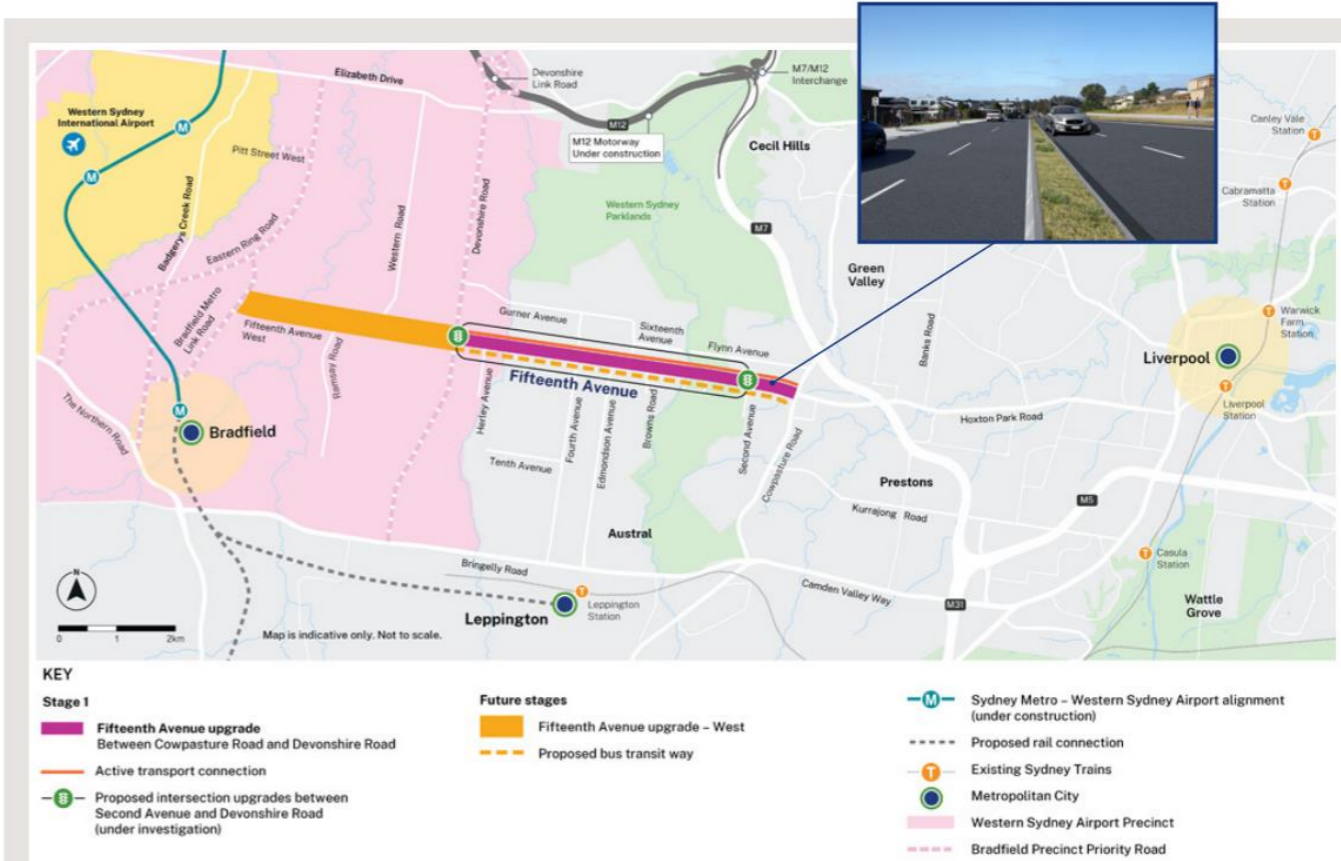 Elizabeth Drive
Devonshire
Link Road
M7/M12
Interchange
Western Sydney
International Airport
M
M12
M12 Motorway
Under construction
Cecil Hills
Canley Vale
Station
T
Pitt Street West
M
Badgerys Creek Road
Western Road
Devonshire Road
Western Sydney
Parklands
M7
Cabramatta
Station
T
Eastern Ring Road
Green
Valley
Bradfield Metro
Link Road
Gurner Avenue
Sixteenth
Avenue
Flynn Avenue
Banks Road
T
Warwick
Farm
Station
Fifteenth Avenue
West
Ramsay Road
Fifteenth Avenue
Liverpool
T
Liverpool
Station
The Northern Road
M
Bradfield
Herley Avenue
Fourth Avenue
Edmondson Avenue
Browns Road
Second Avenue
Cowpasture Road
Hoxton Park Road
Tenth Avenue
Prestons
M5
Kurrajong Road
Austral
Bringelly Road
T
Casula
Station
N
Camden Valley Way
M31
Wattle
Grove
T
Leppington
Leppington
Station
0 1 2km
Map is indicative only. Not to scale.
KEY
Stage 1
Fifteenth Avenue upgrade
Between Cowpasture Road and Devonshire Road
Active transport connection
Proposed intersection upgrades between
Second Avenue and Devonshire Road
(under investigation)
Future stages
Fifteenth Avenue upgrade – West
Proposed bus transit way
M
Sydney Metro – Western Sydney Airport alignment
(under construction)
Proposed rail connection
T
Existing Sydney Trains
Metropolitan City
Western Sydney Airport Precinct
Bradfield Precinct Priority Road